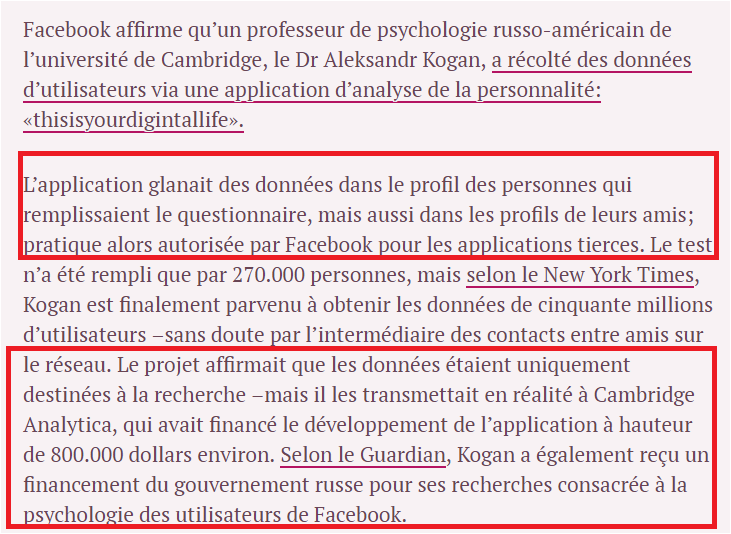 Facebook affirme qu’un professeur de psychologie russo-américain de
l’université de Cambridge, le Dr Aleksandr Kogan, a récolté des données
d’utilisateurs via une application d’analyse de la personnalité:
«thisisyourdigintallife».
L’application glanait des données dans le profil des personnes qui
remplissaient le questionnaire, mais aussi dans les profils de leurs amis;
pratique alors autorisée par Facebook pour les applications tierces. Le test
n’a été rempli que par 270.000 personnes, mais selon le New York Times,
Kogan est finalement parvenu à obtenir les données de cinquante millions
d’utilisateurs –sans doute par l’intermédiaire des contacts entre amis sur
le réseau. Le projet affirmait que les données étaient uniquement
destinées à la recherche –mais il les transmettait en réalité à Cambridge
Analytica, qui avait financé le développement de l’application à hauteur
de 800.000 dollars environ. Selon le Guardian, Kogan a également reçu un
financement du gouvernement russe pour ses recherches consacrée à la
psychologie des utilisateurs de Facebook.